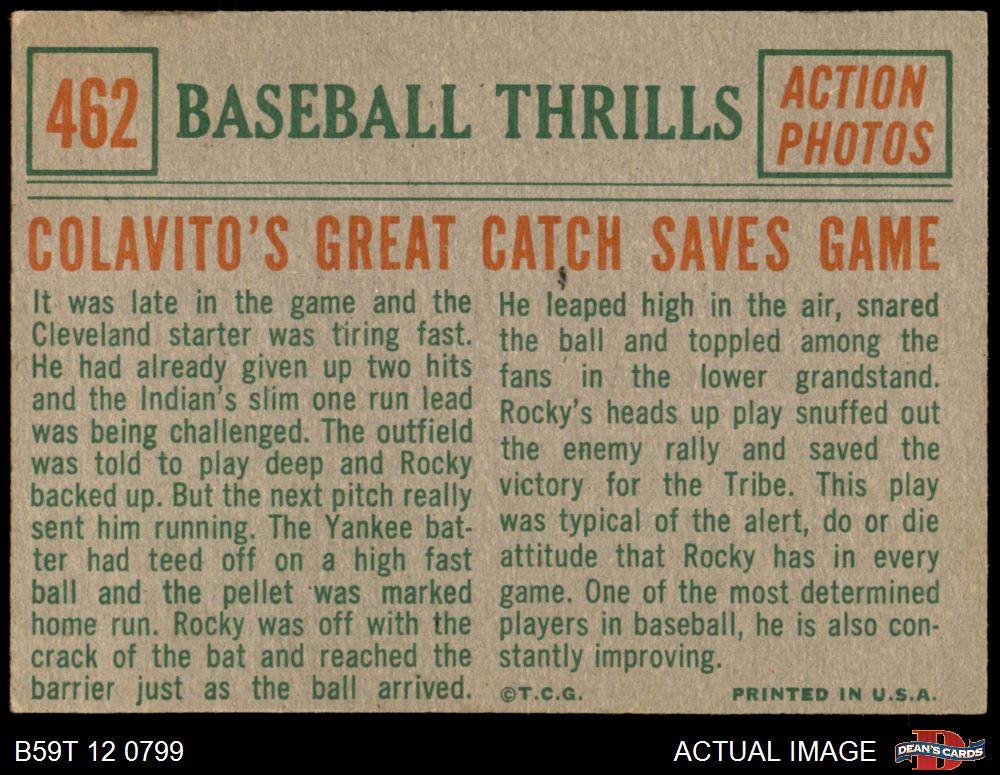 462
BASEBALL THRILLS
ACTION
PHOTOS
COLAVITO'S GREAT CATCH SAVES GAME
It was late in the game and the
Cleveland starter was tiring fast.
He had already given up two hits
and the Indian's slim one run lead
was being challenged. The outfield
was told to play deep and Rocky
backed up. But the next pitch really
sent him running. The Yankee bat-
ter had teed off on a high fast
ball and the pellet was marked
home run. Rocky was off with the
crack of the bat and reached the
barrier just as the ball arrived.
He leaped high in the air, snared
the ball and toppled among the
fans in the lower grandstand.
Rocky's heads up play snuffed out
the enemy rally and saved the
victory for the Tribe. This play
was typical of the alert, do or die
attitude that Rocky has in every
game. One of the most determined
players in baseball, he is also con-
stantly improving.
©T.C.G. PRINTED IN U.S.A.
B59T 12 0799
ACTUAL IMAGE
D
DEAN'S CARDS